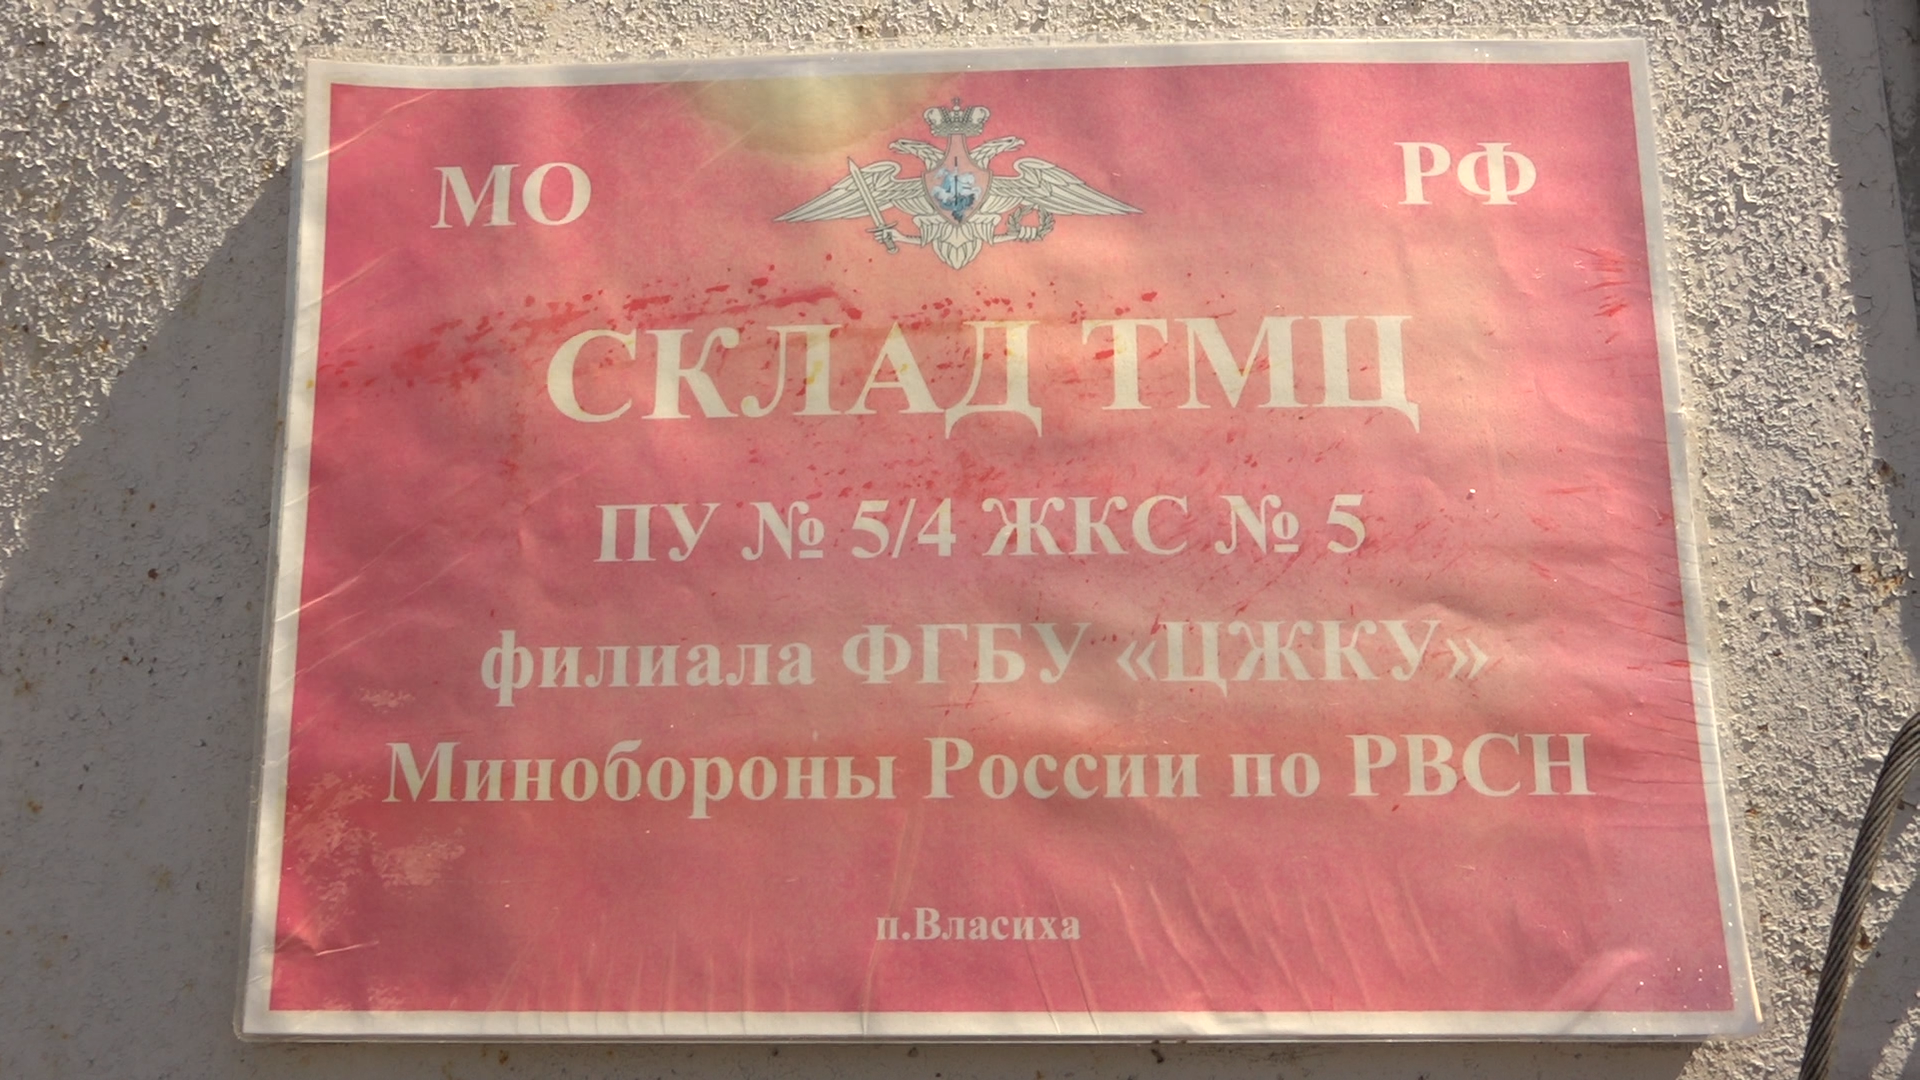 МО РФ
СКЛАД ТМЦ
ПУ № 5/4 ЖКС № 5
филиала ФГБУ «ЦЖКУ»
Минобороны России по РВСН
п.Власиха